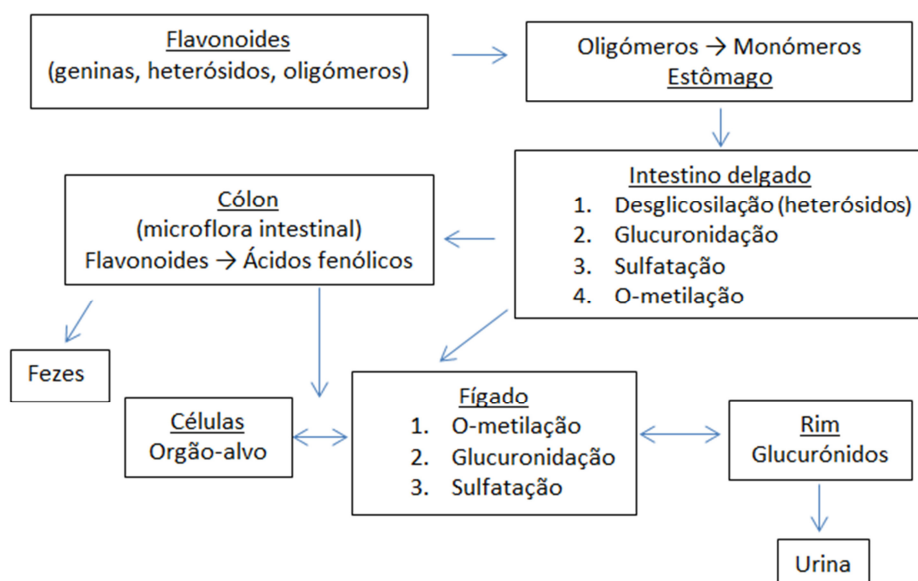 Flavonoides
(geninas, heterósidos, oligómeros)
Oligómeros → Monómeros
Estômago
Intestino delgado
1. Desglicosilação (heterósidos)
2. Glucuronidação
3. Sulfatação
4. O-metilação
Cólon
(microflora intestinal)
Flavonoides → Ácidos fenólicos
Fezes
Células
Orgão-alvo
Fígado
1. O-metilação
2. Glucuronidação
3. Sulfatação
Rim
Glucurónidos
Urina